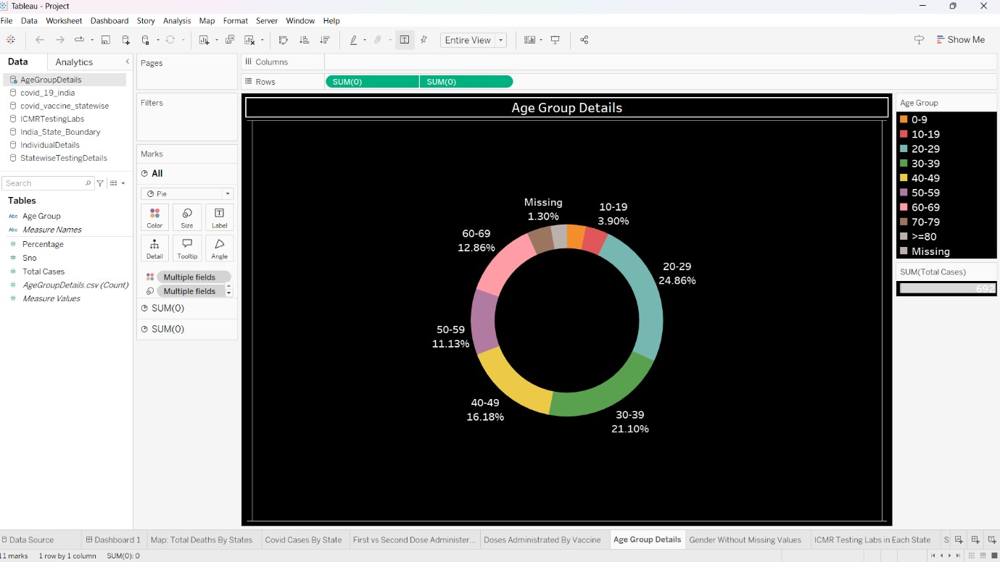 Tableau - Project
File Data Worksheet Dashboard Story Analysis Map Format Server Window Help
Entire View
Show Me
Data Analytics
AgeGroupDetails
covid_19_india
covid_vaccine_statewise
ICMRTestingLabs
India_State_Boundary
IndividualDetails
StatewiseTestingDetails
Search
Tables
Abc Age Group
Abc Measure Names
# Percentage
# Sno
# Total Cases
# AgeGroupDetails.csv (Count)
# Measure Values
Pages
Filters
Marks
All
Pie
Color Size Label
Detail Tooltip Angle
Multiple fields
Multiple fields
SUM(0)
SUM(0)
Columns
Rows SUM(0) SUM(0)
Age Group Details
Missing
1.30%
10-19
3.90%
60-69
12.86%
20-29
24.86%
50-59
11.13%
40-49
16.18%
30-39
21.10%
Age Group
0-9
10-19
20-29
30-39
40-49
50-59
60-69
70-79
>=80
Missing
SUM(Total Cases)
692
Data Source Dashboard 1 Map: Total Deaths By States Covid Cases By State First vs Second Dose Administer... Doses Administrated By Vaccine Age Group Details Gender Without Missing Values ICMR Testing Labs in Each State S
11 marks 1 row by 1 column SUM(0): 0